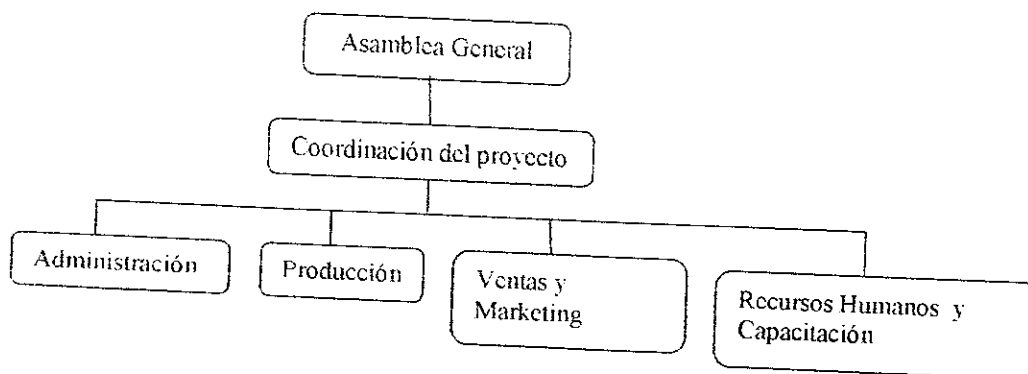 Asamblea General
Coordinación del proyecto
Administración
Producción
Ventas y
Marketing
Recursos Humanos y
Capacitación